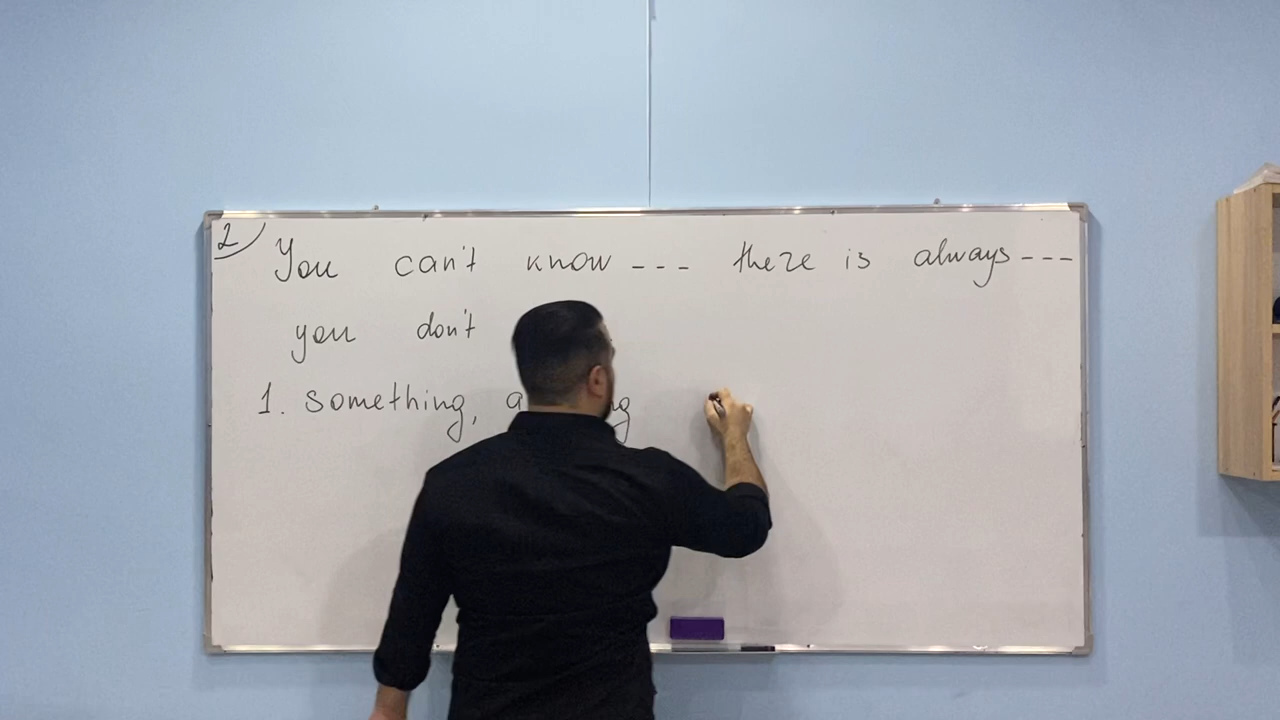 2) You can't know --- there is always ---
you don't
1. something,